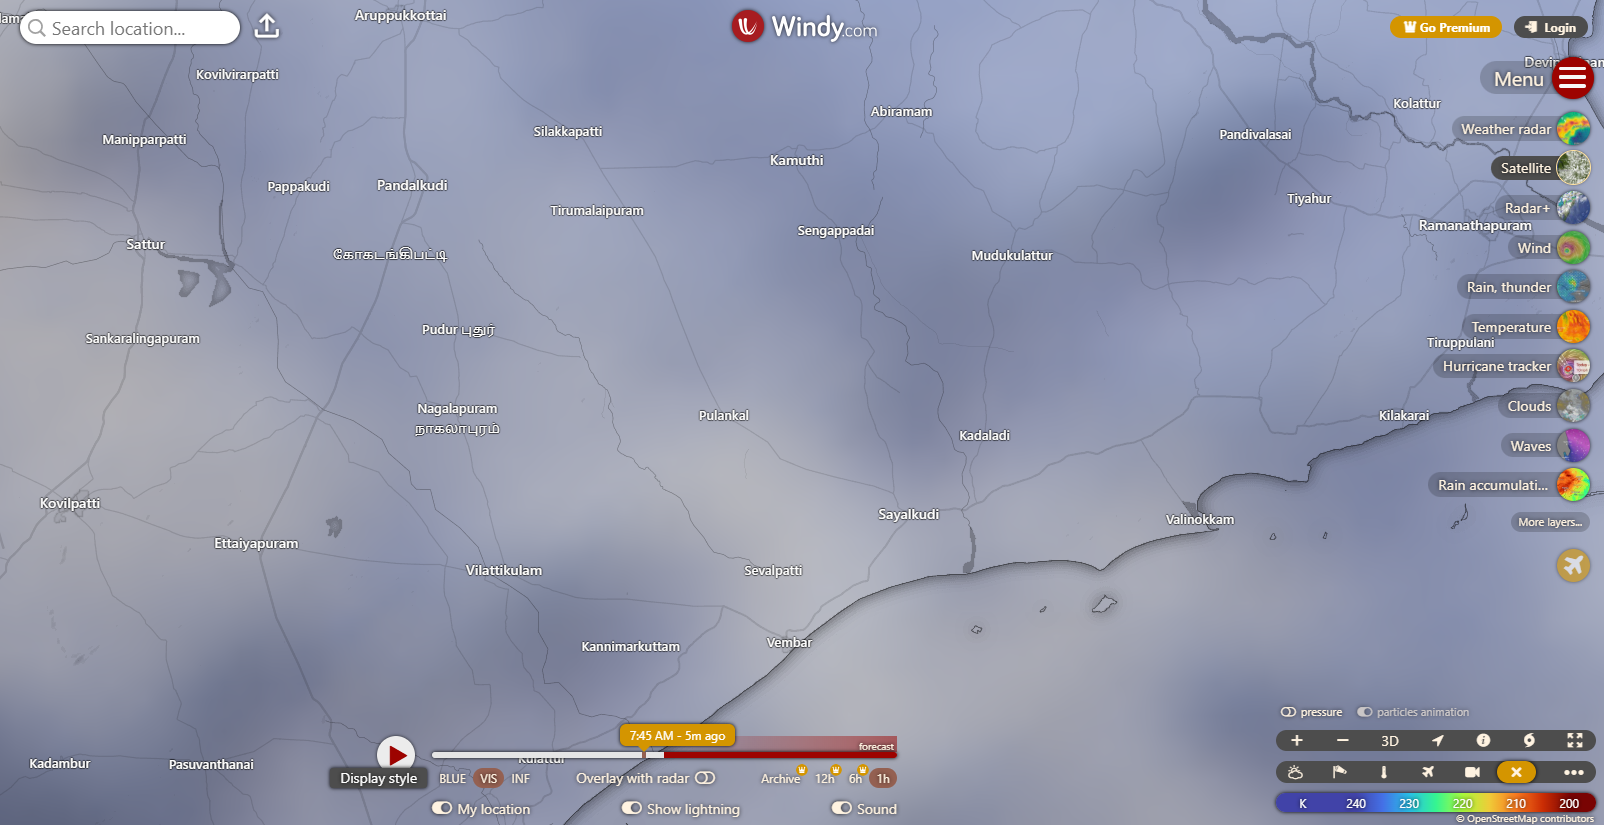 Aruppukkottai
Search location...
Windy.com
Go Premium
Login
Menu
Kovilvirarpatti
Abiramam
Kolattur
Manipparpatti
Silakkapatti
Pandivalasai
Weather radar
Kamuthi
Satellite
Pappakudi
Pandalkudi
Tirumalaipuram
Tiyahur
Radar+
Ramanathapuram
Sengappadai
Sattur
Wind
கோகடங்கிபட்டி
Mudukulattur
Rain, thunder
Pudur புதுர்
Temperature
Sankaralingapuram
Tiruppulani
Hurricane tracker
Nagalapuram
நாகலாபுரம்
Pulankal
Clouds
Kilakarai
Kadaladi
Waves
Rain accumulati...
Kovilpatti
Sayalkudi
Valinokkam
More layers...
Ettaiyapuram
Vilattikulam
Sevalpatti
Kannimarkuttam
Vembar
pressure
particles animation
7:45 AM - 5m ago
forecast
3D
Kadambur
Pasuvanthanai
Kulattur
Display style
BLUE VIS INF
Overlay with radar
Archive 12h 6h 1h
My location
Show lightning
Sound
K 240 230 220 210 200
© OpenStreetMap contributors